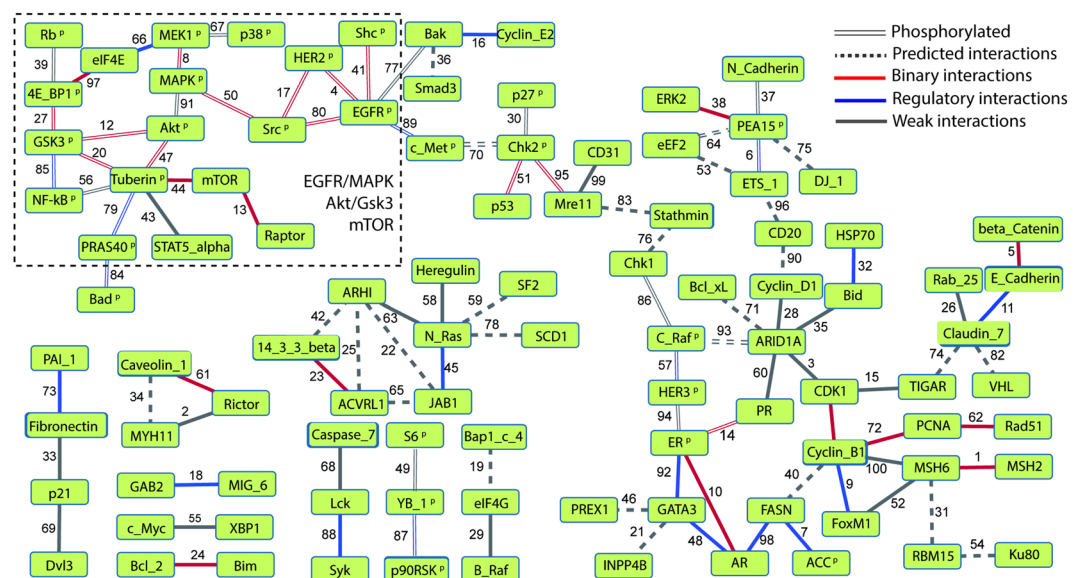 Rb p
MEK1 p
67
p38 p
Shc p
Bak
16
Cyclin_E2
Phosphorylated
Predicted interactions
Binary interactions
Regulatory interactions
Weak interactions
66
eIF4E
8
HER2 p
41
77
36
39
97
MAPK p
Smad3
N_Cadherin
4E_BP1 p
91
50
17
4
p27 p
ERK2
38
37
27
12
Akt p
Src p
80
EGFR p
89
30
PEA15 p
GSK3 p
20
47
c_Met p
70
Chk2 p
CD31
eEF2
64
6
75
85
56
Tuberin p
44
mTOR
EGFR/MAPK
Akt/Gsk3
mTOR
51
95
99
53
ETS_1
DJ_1
NF-kB p
79
43
13
p53
Mre11
83
Stathmin
96
PRAS40 p
STAT5_alpha
Raptor
76
CD20
HSP70
beta_Catenin
84
Chk1
90
32
5
Bad p
Heregulin
SF2
Bcl_xL
Cyclin_D1
Bid
Rab_25
E_Cadherin
ARHI
58
59
86
71
28
35
26
11
42
63
N_Ras
78
SCD1
C_Raf p
93
ARID1A
Claudin_7
14_3_3_beta
25
22
45
57
60
3
74
82
PAI_1
Caveolin_1
61
23
65
HER3 p
CDK1
15
TIGAR
VHL
73
34
2
Rictor
ACVRL1
JAB1
94
PR
Fibronectin
MYH11
Caspase_7
S6 p
Bap1_c_4
ER p
14
72
PCNA
62
Rad51
33
68
49
19
92
10
Cyclin_B1
100
MSH6
1
MSH2
p21
GAB2
18
MIG_6
Lck
YB_1 p
eIF4G
PREX1
46
GATA3
FASN
40
9
52
31
69
c_Myc
55
XBP1
88
87
29
21
48
98
7
FoxM1
RBM15
54
Ku80
Dvl3
Bcl_2
24
Bim
Syk
p90RSK p
B_Raf
INPP4B
AR
ACC p